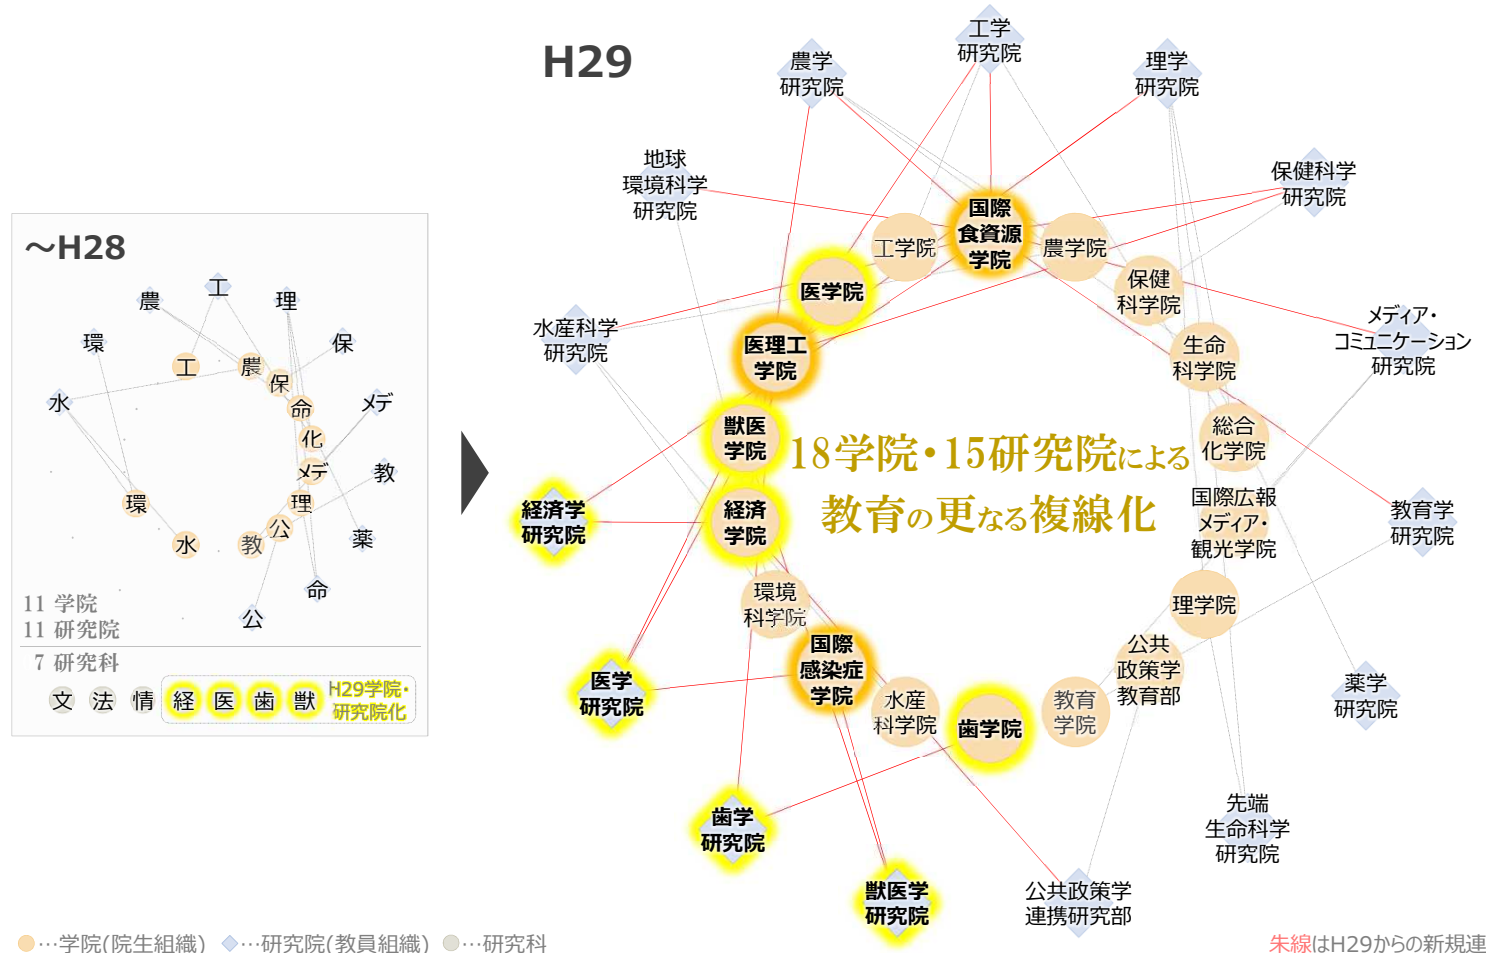 H29
工学
研究院
農学
研究院
理学
研究院
地球
環境科学
研究院
保健科学
研究院
水産科学
研究院
メディア・
コミュニケーション
研究院
経済学
研究院
教育学
研究院
医学
研究院
薬学
研究院
歯学
研究院
先端
生命科学
研究院
獣医学
研究院
公共政策学
連携研究部
国際
食資源
学院
工学院
農学院
医学院
保健
科学院
医理工
学院
生命
科学院
獣医
学院
総合
化学院
経済
学院
国際広報
メディア・
観光学院
環境
科学院
理学院
国際
感染症
学院
公共
政策学
教育部
水産
科学院
歯学院
教育
学院
18学院・15研究院による
教育の更なる複線化
～H28
工
農
理
環
保
水
メデ
教
薬
命
公
工
農
保
命
化
メデ
理
公
教
水
環
11 学院
11 研究院
7 研究科
文 法 情 経 医 歯 獣
H29学院・
研究院化
…学院(院生組織) …研究院(教員組織) …研究科
朱線はH29からの新規連